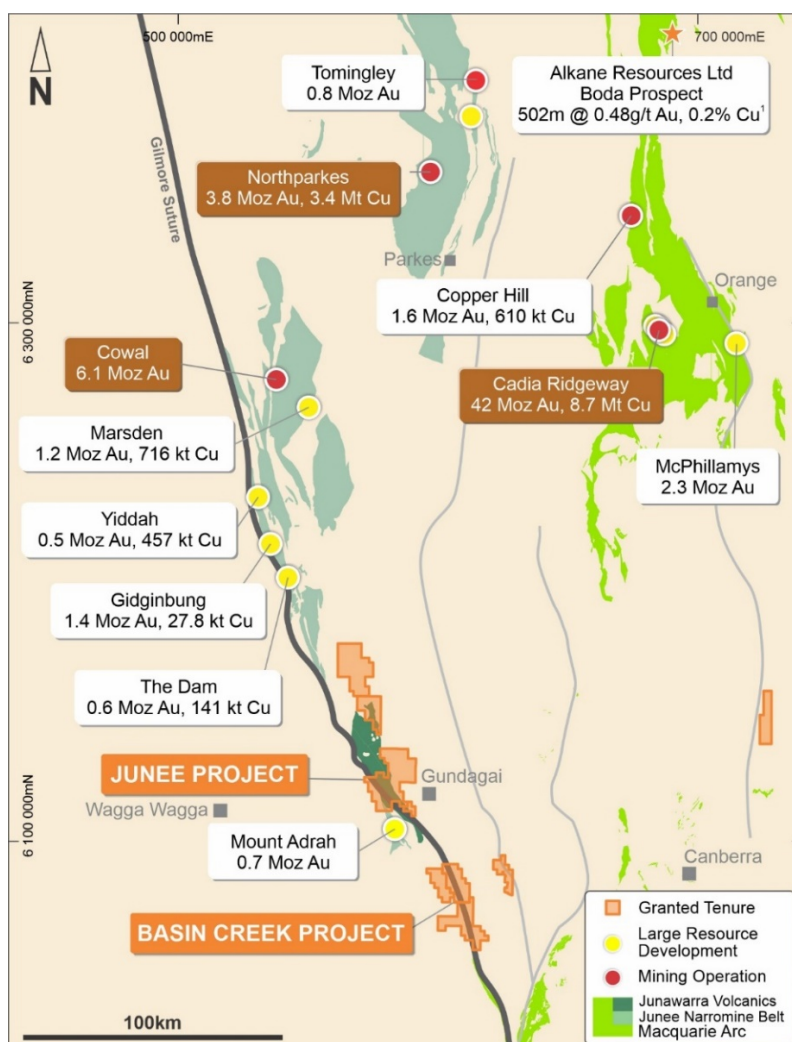 500 000mE
700 000mE
N
Tomingley
0.8 Moz Au
Alkane Resources Ltd
Boda Prospect
502m @ 0.48g/t Au, 0.2% Cu¹
Gilmore Suture
Northparkes
3.8 Moz Au, 3.4 Mt Cu
Parkes
Orange
Copper Hill
1.6 Moz Au, 610 kt Cu
6 300 000mN
Cowal
6.1 Moz Au
Cadia Ridgeway
42 Moz Au, 8.7 Mt Cu
Marsden
1.2 Moz Au, 716 kt Cu
McPhillamys
2.3 Moz Au
Yiddah
0.5 Moz Au, 457 kt Cu
Gidginbung
1.4 Moz Au, 27.8 kt Cu
The Dam
0.6 Moz Au, 141 kt Cu
JUNEE PROJECT
Gundagai
Wagga Wagga
6 100 000mN
Mount Adrah
0.7 Moz Au
Canberra
BASIN CREEK PROJECT
Granted Tenure
Large Resource
Development
Mining Operation
Junawarra Volcanics
Junee Narromine Belt
Macquarie Arc
100km